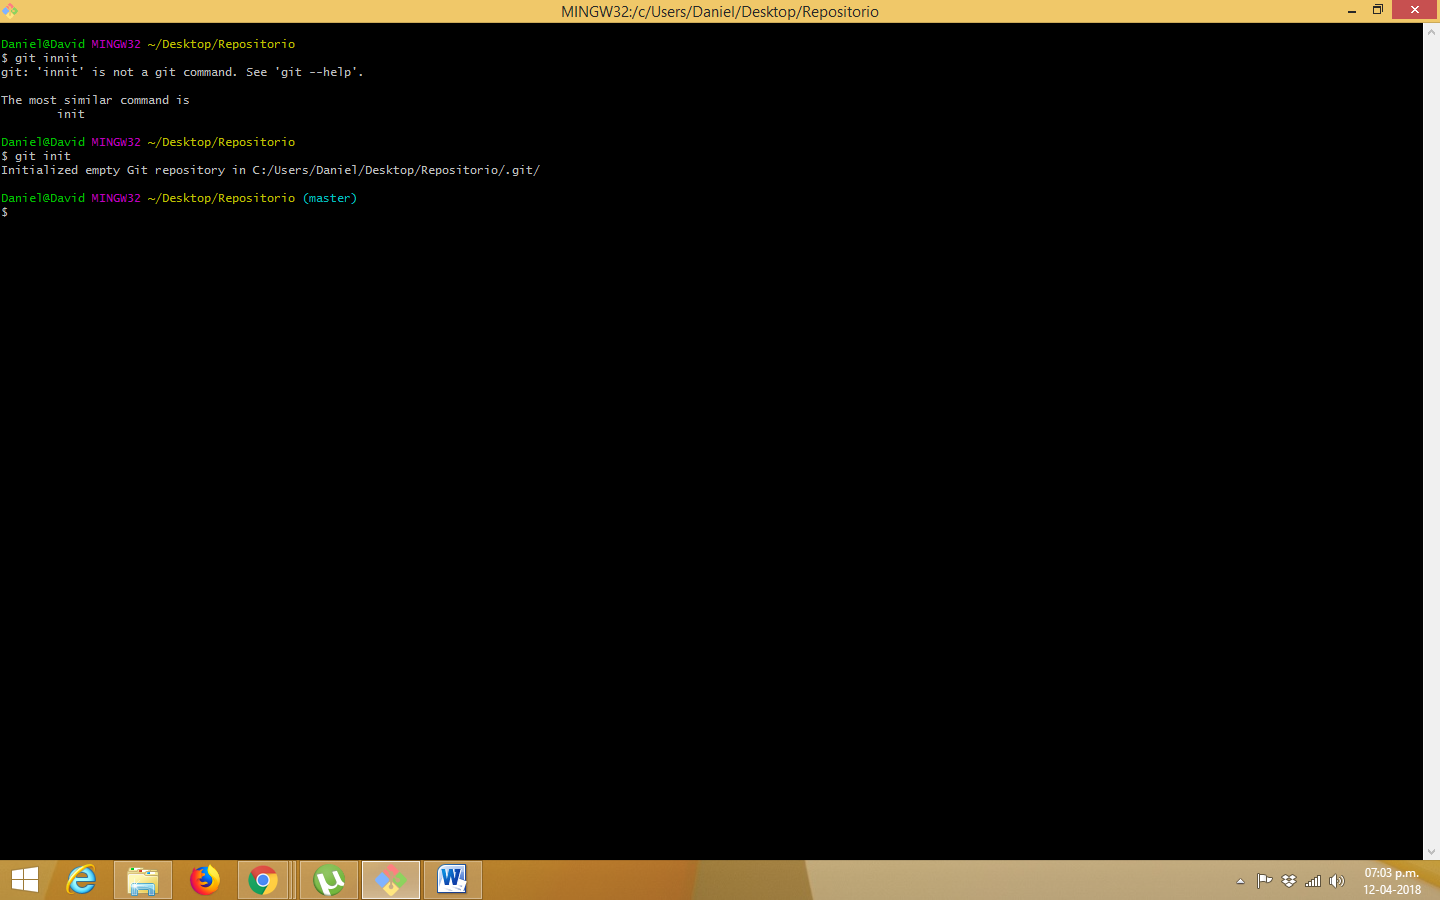 MINGW32:/c/Users/Daniel/Desktop/Repositorio
Daniel@David MINGW32 ~/Desktop/Repositorio
$ git innit
git: 'innit' is not a git command. See 'git --help'.
The most similar command is
init
Daniel@David MINGW32 ~/Desktop/Repositorio
$ git init
Initialized empty Git repository in C:/Users/Daniel/Desktop/Repositorio/.git/
Daniel@David MINGW32 ~/Desktop/Repositorio (master)
$
07:03 p.m.
12-04-2018